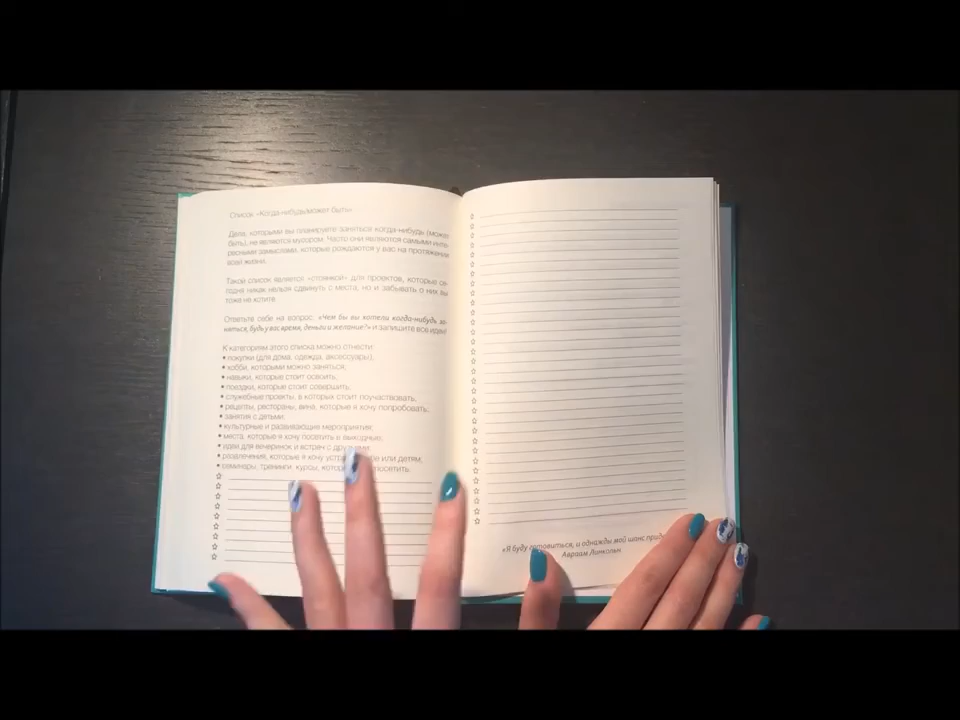 Список «Когда-нибудь/может быть»
Дела, которыми вы планируете заняться когда-нибудь (может
быть), не являются мусором. Часто они являются самыми инте-
ресными замыслами, которые рождаются у вас на протяжении
всей жизни.
Такой список является «стоянкой» для проектов, которые се-
годня никак нельзя сдвинуть с места, но и забывать о них вы
тоже не хотите.
Ответьте себе на вопрос: «Чем бы вы хотели когда-нибудь за-
няться, будь у вас время, деньги и желание?» и запишите все идеи!
К категориям этого списка можно отнести:
• покупки (для дома, одежда, аксессуары);
• хобби, которыми можно заняться;
• навыки, которые стоит освоить;
• поездки, которые стоит совершить;
• служебные проекты, в которых стоит поучаствовать;
• рецепты, рестораны, вина, которые я хочу попробовать;
• занятия с детьми;
• культурные и развивающие мероприятия;
• места, которые я хочу посетить в выходные;
• идеи для вечеринок и встреч с друзьями;
• развлечения, которые я хочу себе или детям;
• семинары, тренинги, курсы, посетить.
«Я буду готовиться, и однажды мой шанс
Авраам Линкольн